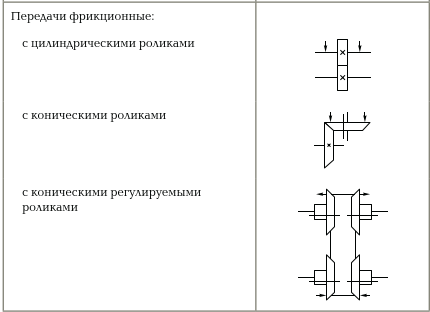 Передачи фрикционные:
с цилиндрическими роликами
с коническими роликами
с коническими регулируемыми
роликами